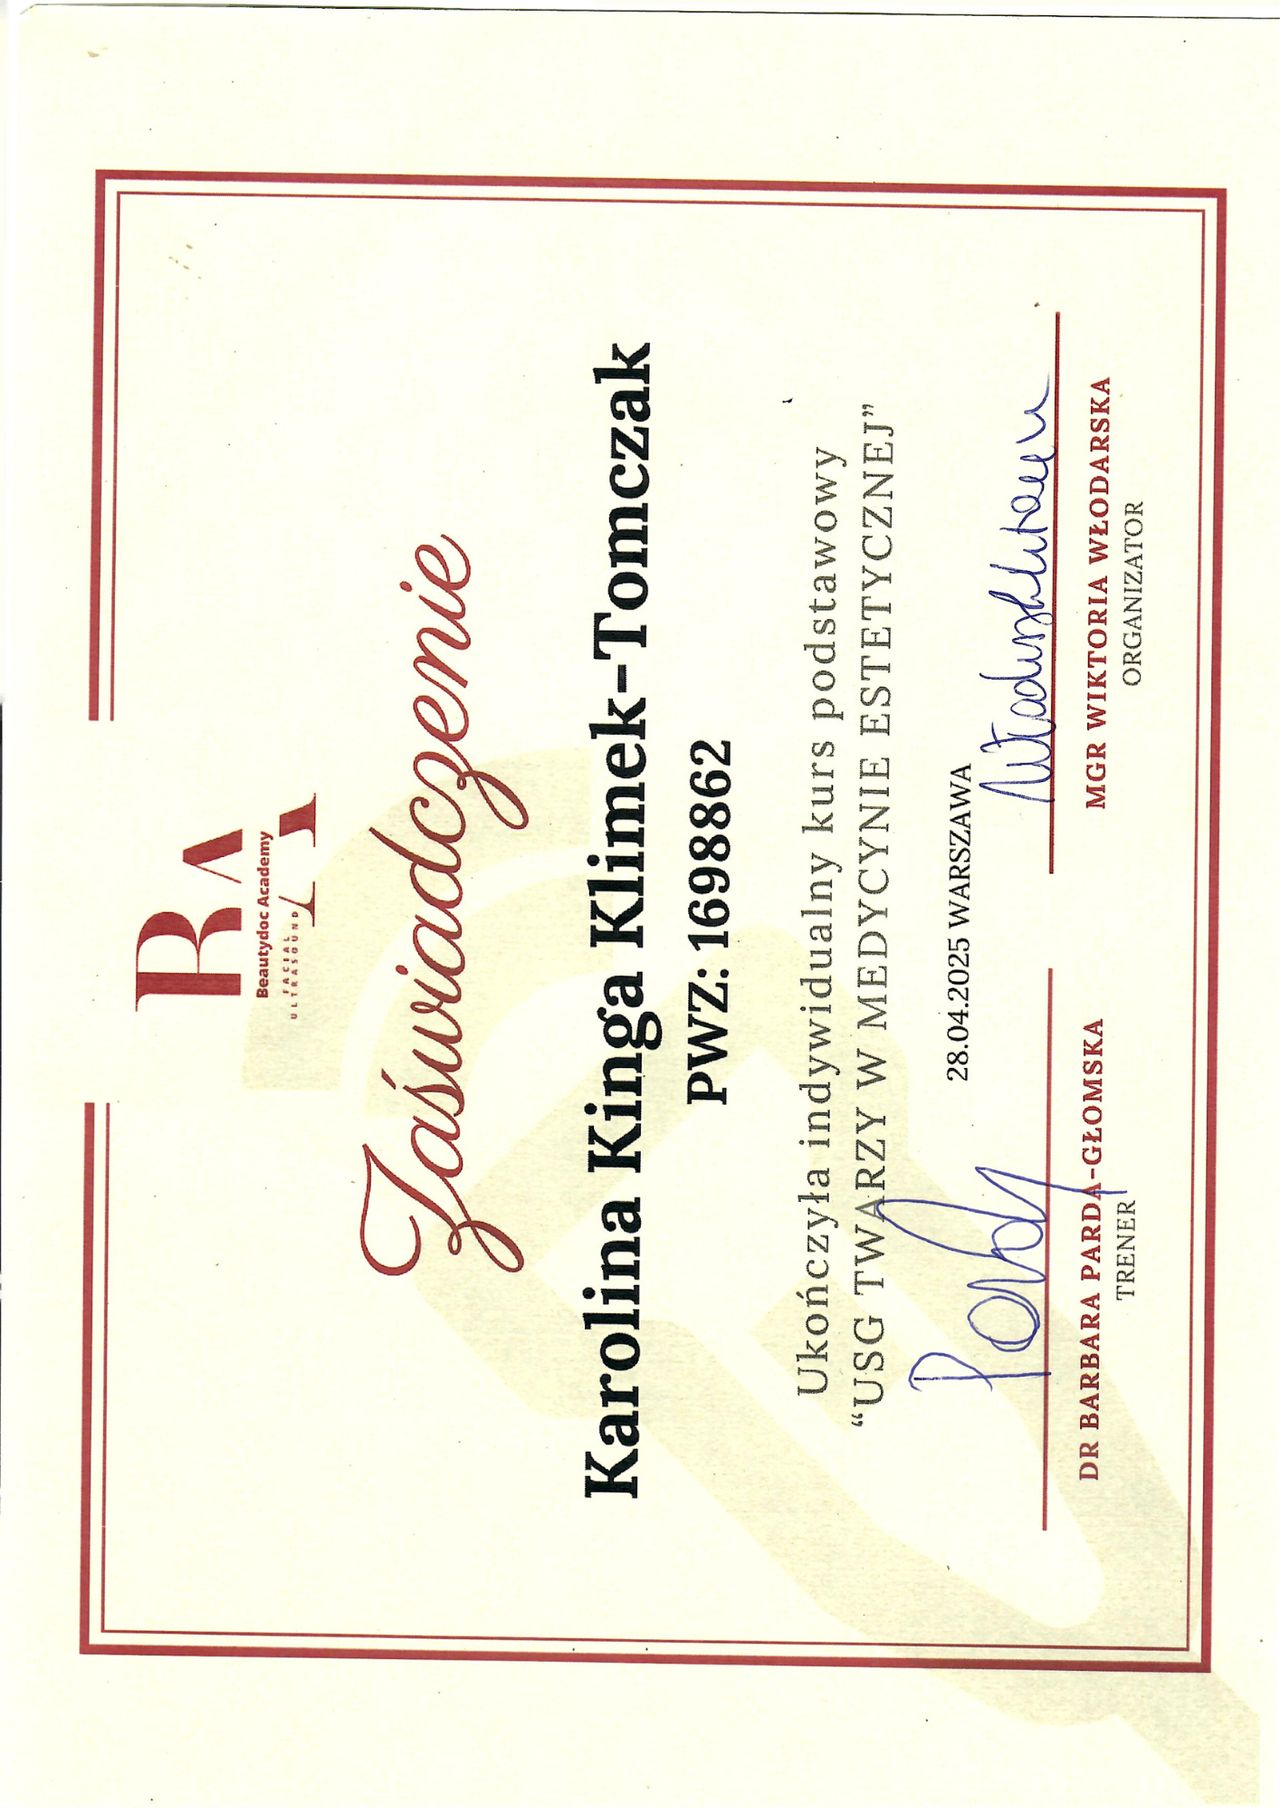 BA
Beautydoc Academy
FACIAL
ULTRASOUND
Zaświadczenie
Karolina Kinga Klimek-Tomczak
PWZ: 1698862
Ukończyła indywidualny kurs podstawowy
“USG TWARZY W MEDYCYNIE ESTETYCZNEJ”
28.04.2025 WARSZAWA
DR BARBARA PARDA-GŁOMSKA
TRENER
MGR WIKTORIA WŁODARSKA
ORGANIZATOR